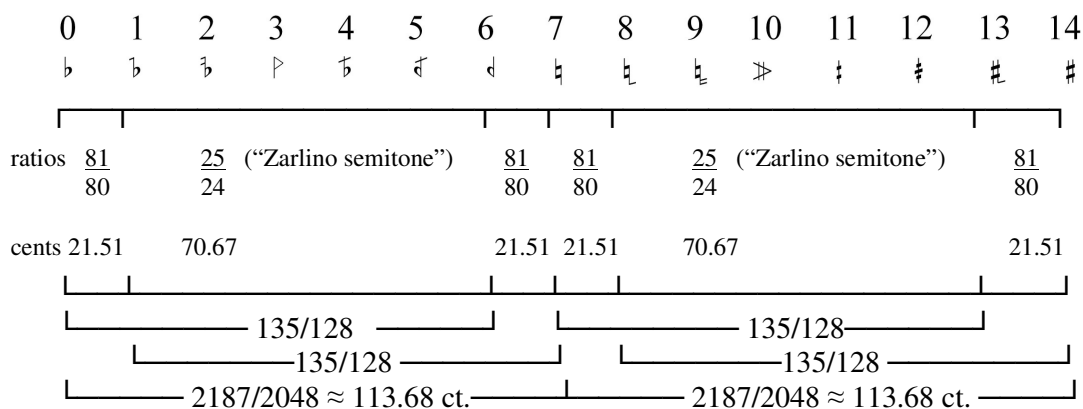 0 1 2 3 4 5 6 7 8 9 10 11 12 13 14
ratios 81/80 25/24 (“Zarlino semitone”) 81/80 81/80 25/24 (“Zarlino semitone”) 81/80
cents 21.51 70.67 21.51 21.51 70.67 21.51
135/128 135/128
135/128 135/128
2187/2048 ≈ 113.68 ct. 2187/2048 ≈ 113.68 ct.